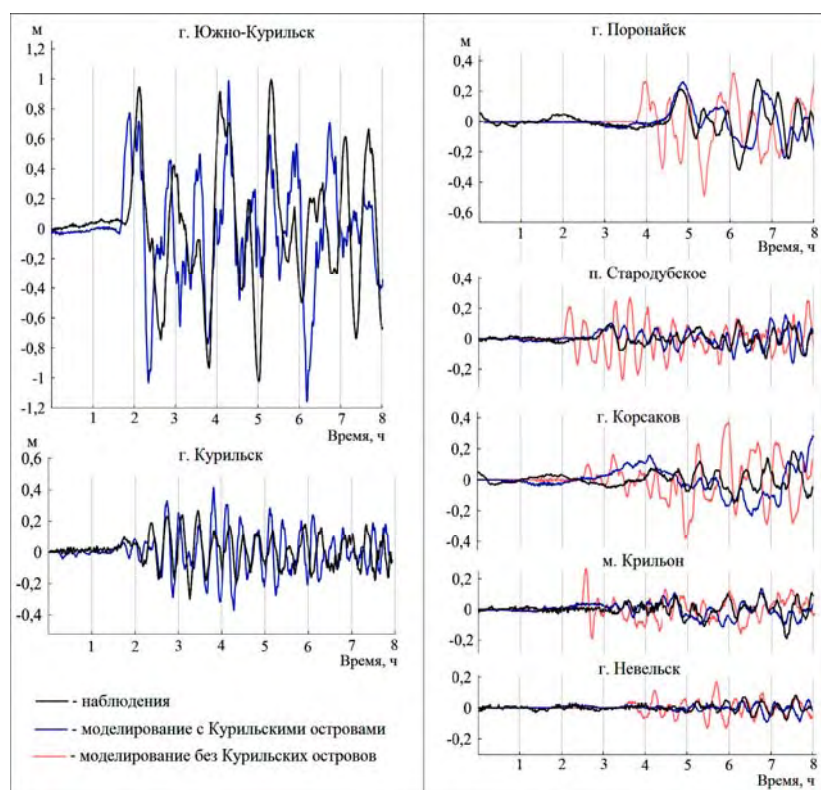 м
г. Южно-Курильск
1,2
1
0,8
0,6
0,4
0,2
0
-0,2
-0,4
-0,6
-0,8
-1
-1,2
1 2 3 4 5 6 7 8
Время, ч
м
г. Курильск
0,6
0,4
0,2
0
-0,2
-0,4
1 2 3 4 5 6 7 8
Время, ч
- наблюдения
- моделирование с Курильскими островами
- моделирование без Курильских островов
г. Поронайск
м
0,4
0,2
0
-0,2
-0,4
-0,6
1 2 3 4 5 6 7 8
Время, ч
п. Стародубское
0,4
0,2
0
-0,2
г. Корсаков
0,4
0,2
0
-0,2
0,4
м. Крильон
0,2
0
-0,2
г. Невельск
0,2
0
-0,2
1 2 3 4 5 6 7 8
Время, ч